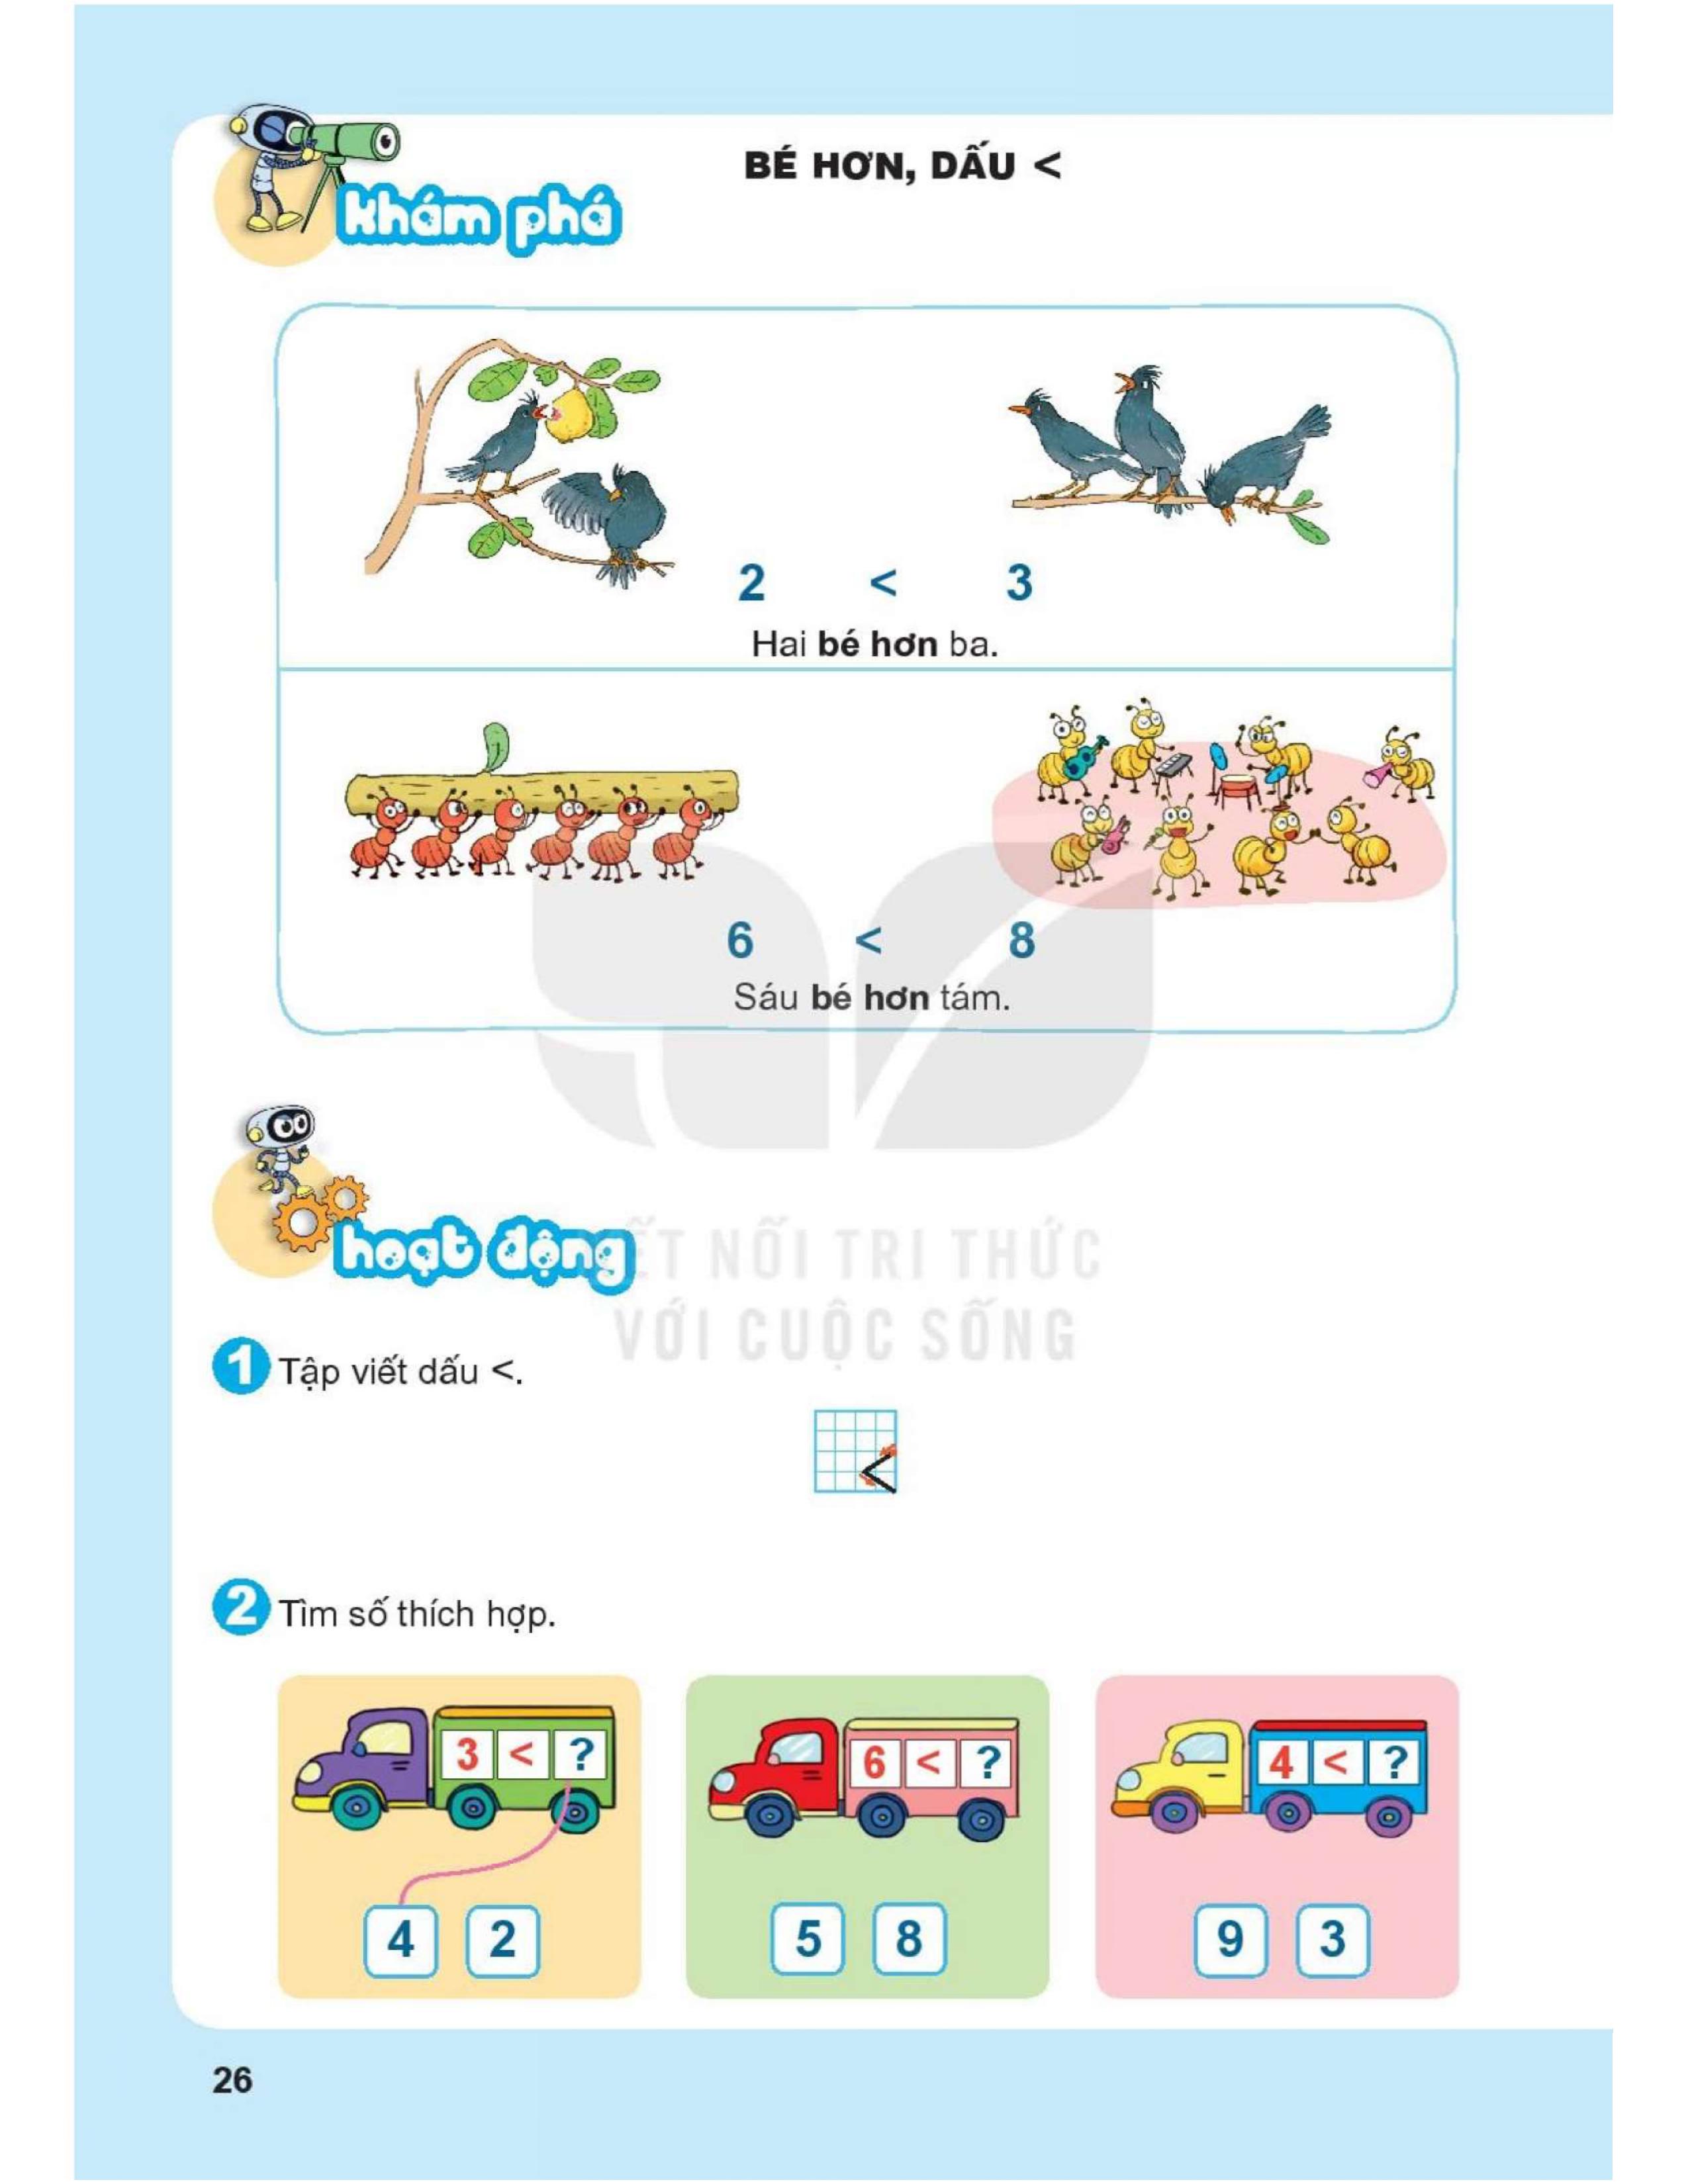 BÉ HƠN, DẤU <
khám phá
2 < 3
Hai bé hơn ba.
6 < 8
Sáu bé hơn tám.
hoạt động
KẾT NỐI TRI THỨC
VỚI CUỘC SỐNG
1 Tập viết dấu <.
<
2 Tìm số thích hợp.
3 < ?
6 < ?
4 < ?
4 2
5 8
9 3
26